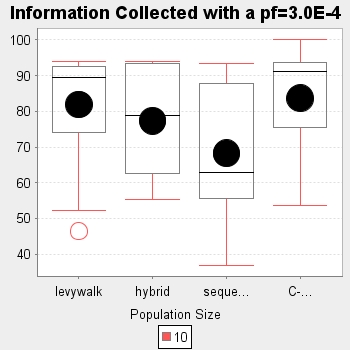 Information Collected with a pf=3.0E-4
100
90
80
70
60
50
40
levywalk hybrid seque... C-...
Population Size
10